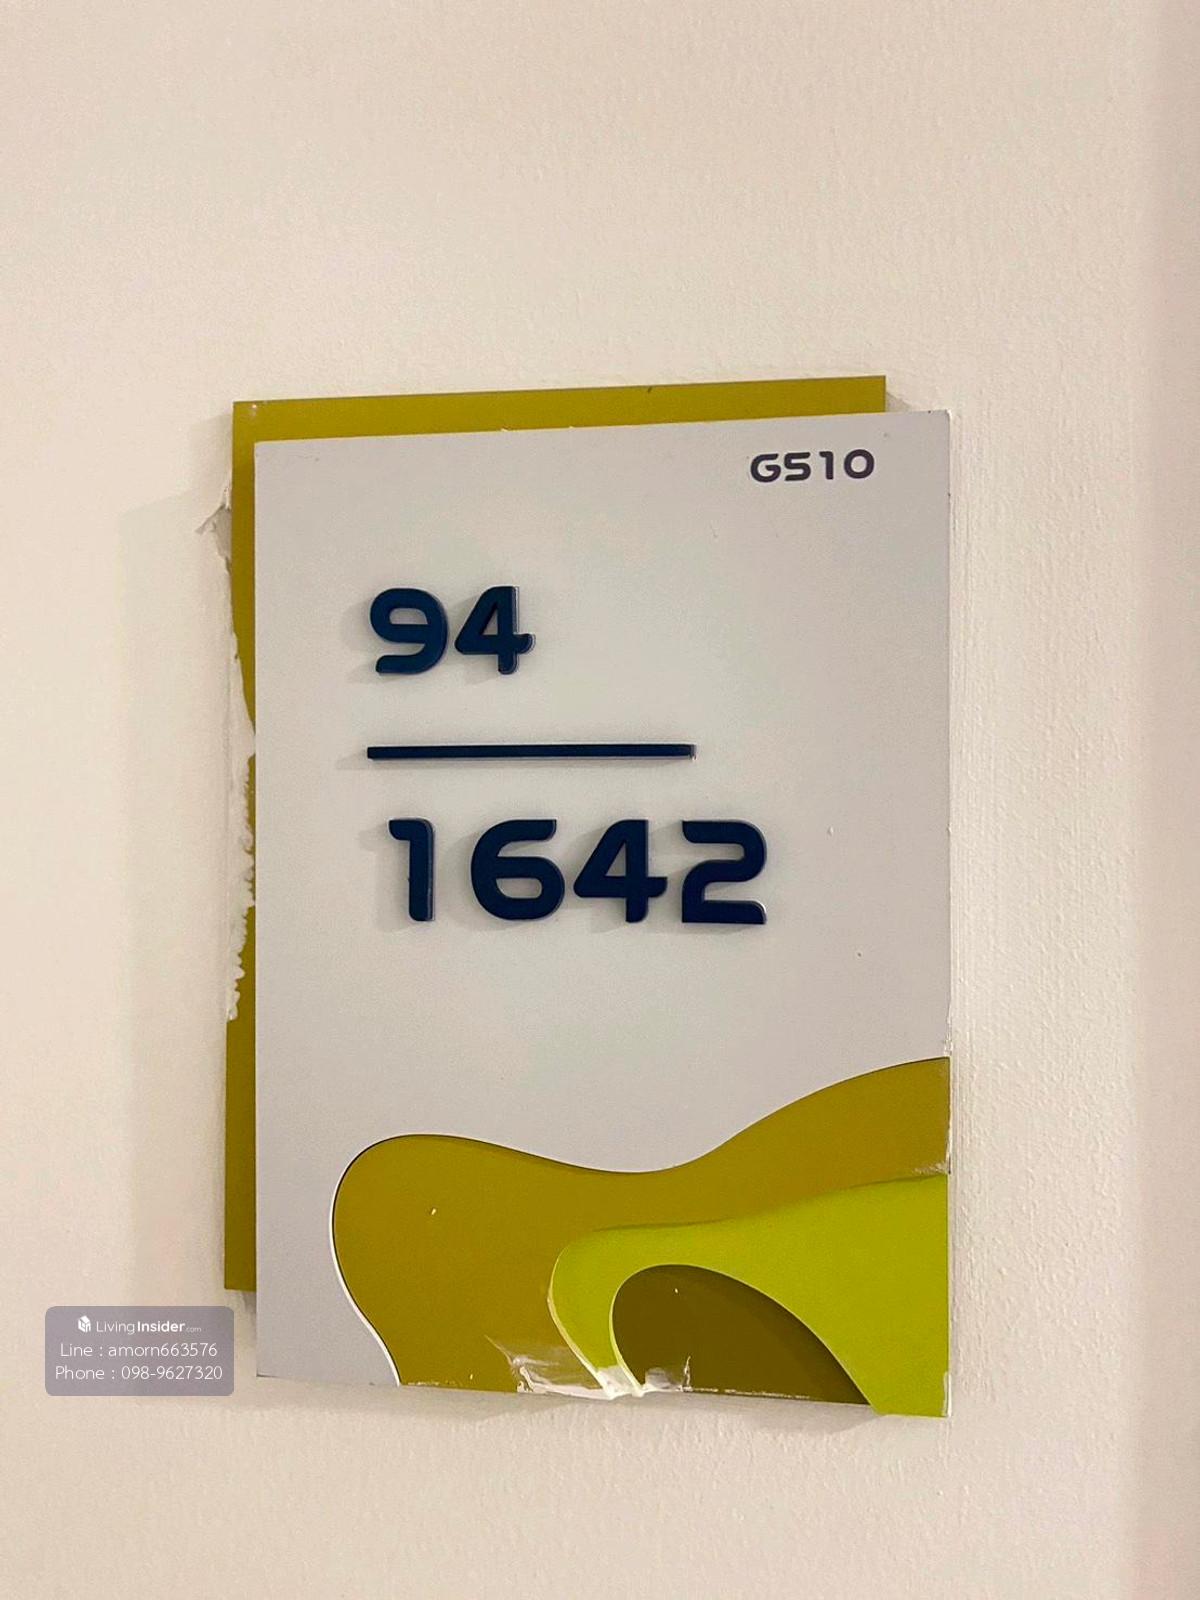 G510
94
1642
LivingInsider.com
Line : amorn663576
Phone : 098-9627320